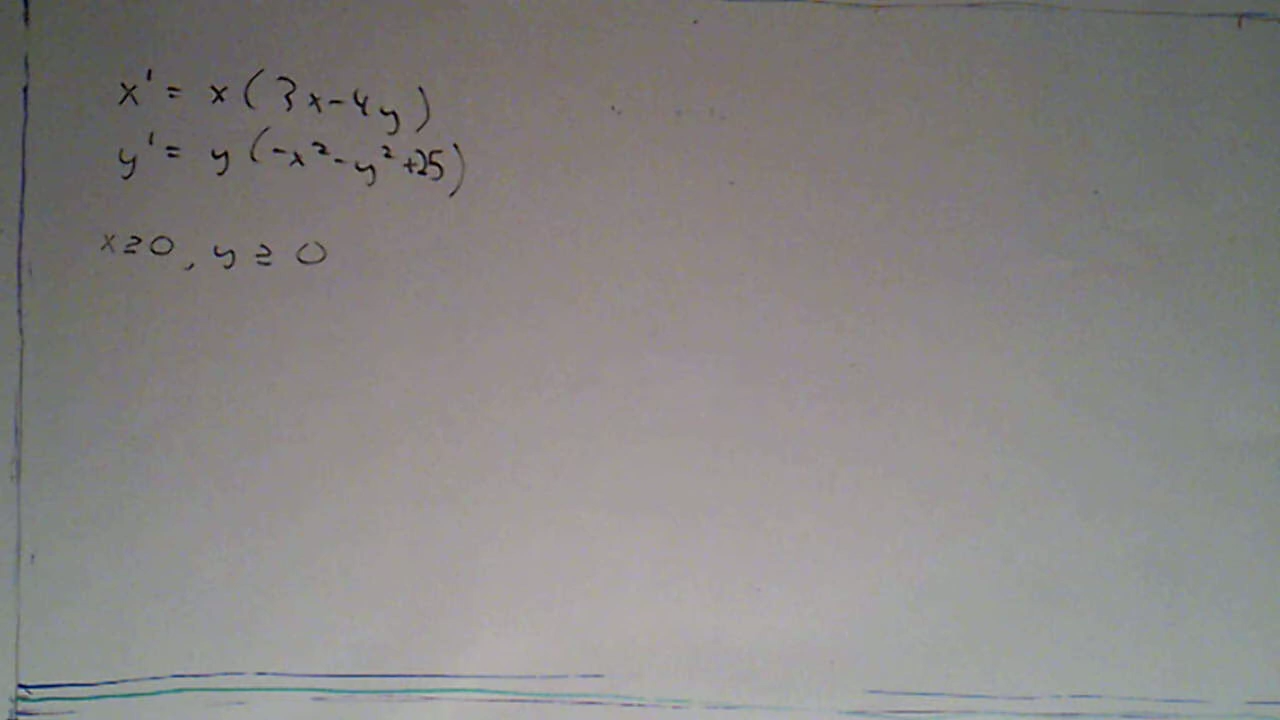 x' = x(3x-4y)
y' = y(-x²-y²+25)
x≥0, y≥0